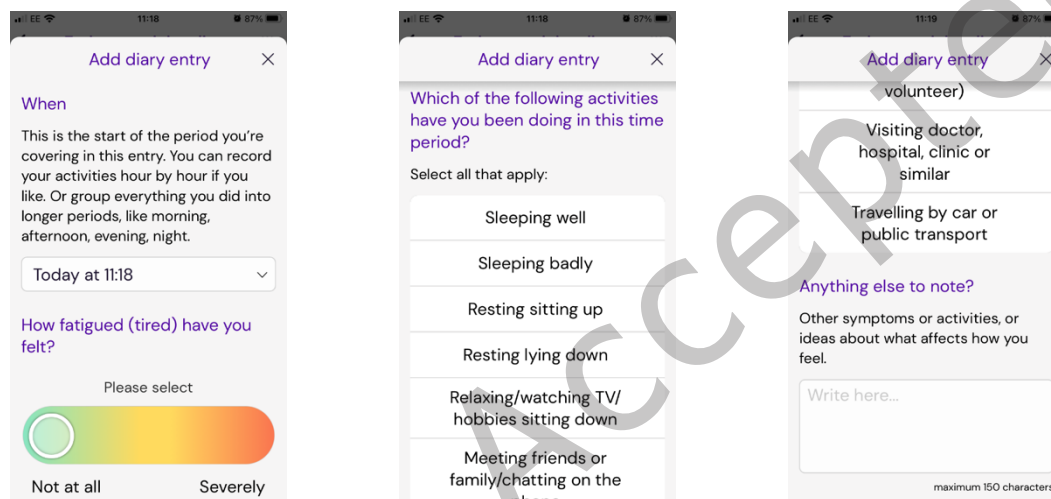 EE 11:18 87%
Add diary entry
When
This is the start of the period you're
covering in this entry. You can record
your activities hour by hour if you
like. Or group everything you did into
longer periods, like morning,
afternoon, evening, night.
Today at 11:18
How fatigued (tired) have you
felt?
Please select
Not at all Severely
EE 11:18 87%
Add diary entry
Which of the following activities
have you been doing in this time
period?
Select all that apply:
Sleeping well
Sleeping badly
Resting sitting up
Resting lying down
Relaxing/watching TV/
hobbies sitting down
Meeting friends or
family/chatting on the
EE 11:19 87%
Add diary entry
volunteer)
Visiting doctor,
hospital, clinic or
similar
Travelling by car or
public transport
Anything else to note?
Other symptoms or activities, or
ideas about what affects how you
feel.
Write here...
maximum 150 characters